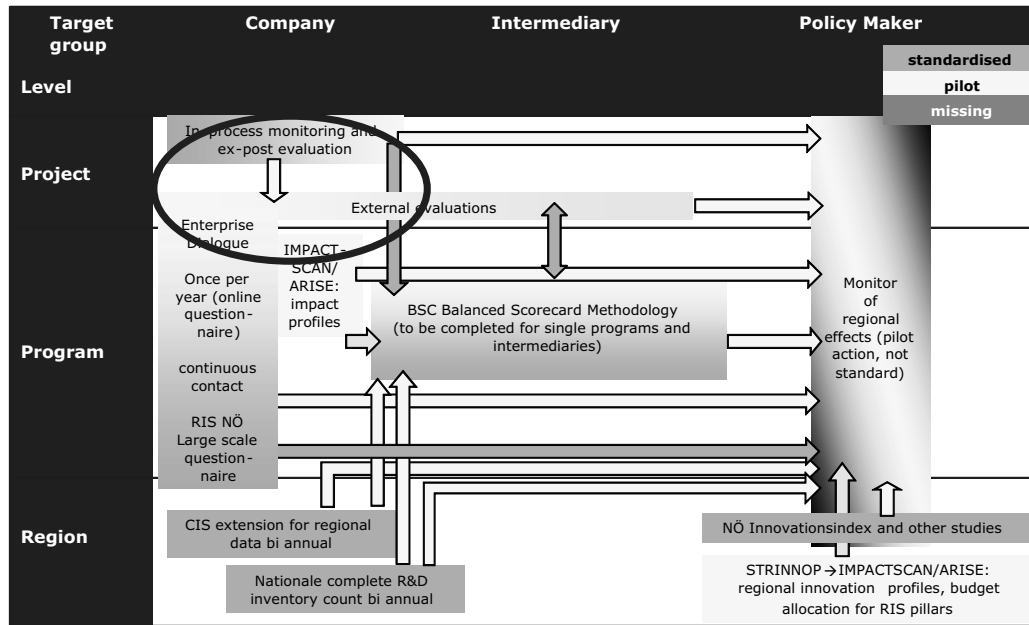 Target
group
Company
Intermediary
Policy Maker
Level
standardised
pilot
missing
Project
In-process monitoring and
ex-post evaluation
External evaluations
Program
Enterprise
Dialogue
Once per
year (online
question-
naire)
continuous
contact
RIS NÖ
Large scale
question-
naire
IMPACT-
SCAN/
ARISE:
impact
profiles
BSC Balanced Scorecard Methodology
(to be completed for single programs and
intermediaries)
Monitor
of
regional
effects (pilot
action, not
standard)
Region
CIS extension for regional
data bi annual
Nationale complete R&D
inventory count bi annual
NÖ Innovationsindex and other studies
STRINNOP→IMPACTSCAN/ARISE:
regional innovation profiles, budget
allocation for RIS pillars